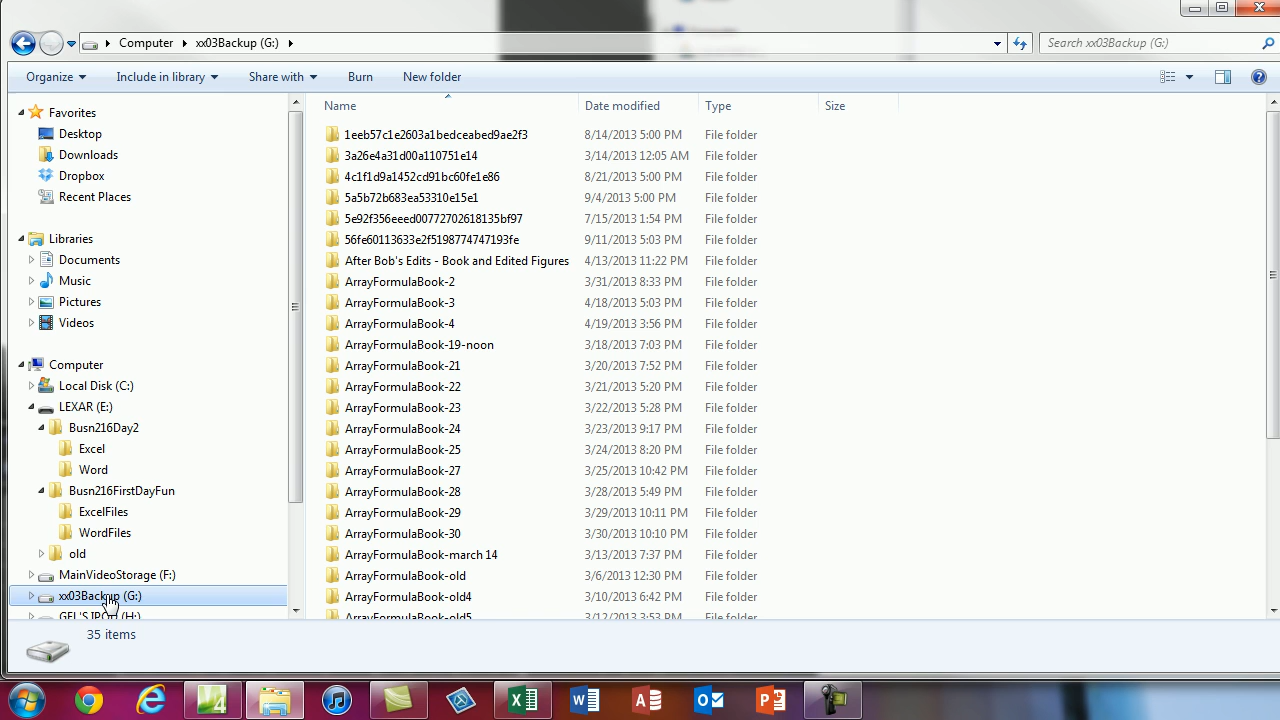 Computer xx03Backup (G:) Search xx03Backup (G:)
Organize Include in library Share with Burn New folder
Favorites
Desktop
Downloads
Dropbox
Recent Places
Libraries
Documents
Music
Pictures
Videos
Computer
Local Disk (C:)
LEXAR (E:)
Busn216Day2
Excel
Word
Busn216FirstDayFun
ExcelFiles
WordFiles
old
MainVideoStorage (F:)
xx03Backup (G:)
Name Date modified Type Size
1eeb57c1e2603a1bedceabed9ae2f3 8/14/2013 5:00 PM File folder
3a26e4a31d00a110751e14 3/14/2013 12:05 AM File folder
4c1f1d9a1452cd91bc60fe1e86 8/21/2013 5:00 PM File folder
5a5b72b683ea53310e15e1 9/4/2013 5:00 PM File folder
5e92f356eeed00772702618135bf97 7/15/2013 1:54 PM File folder
56fe60113633e2f5198774747193fe 9/11/2013 5:03 PM File folder
After Bob's Edits - Book and Edited Figures 4/13/2013 11:22 PM File folder
ArrayFormulaBook-2 3/31/2013 8:33 PM File folder
ArrayFormulaBook-3 4/18/2013 5:03 PM File folder
ArrayFormulaBook-4 4/19/2013 3:56 PM File folder
ArrayFormulaBook-19-noon 3/18/2013 7:03 PM File folder
ArrayFormulaBook-21 3/20/2013 7:52 PM File folder
ArrayFormulaBook-22 3/21/2013 5:20 PM File folder
ArrayFormulaBook-23 3/22/2013 5:28 PM File folder
ArrayFormulaBook-24 3/23/2013 9:17 PM File folder
ArrayFormulaBook-25 3/24/2013 8:20 PM File folder
ArrayFormulaBook-27 3/25/2013 10:42 PM File folder
ArrayFormulaBook-28 3/28/2013 5:49 PM File folder
ArrayFormulaBook-29 3/29/2013 10:11 PM File folder
ArrayFormulaBook-30 3/30/2013 10:10 PM File folder
ArrayFormulaBook-march 14 3/13/2013 7:37 PM File folder
ArrayFormulaBook-old 3/6/2013 12:30 PM File folder
ArrayFormulaBook-old4 3/10/2013 6:42 PM File folder
ArrayFormulaBook-old5 3/12/2013 3:53 PM File folder
35 items